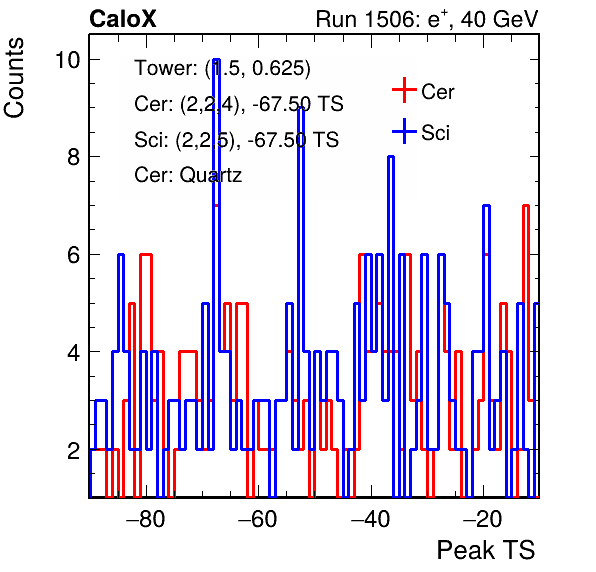 CaloX Run 1506: e+, 40 GeV
Counts
Tower: (1.5, 0.625)
Cer: (2,2,4), -67.50 TS
Sci: (2,2,5), -67.50 TS
Cer: Quartz
Cer
Sci
10
8
6
4
2
−80 −60 −40 −20
Peak TS